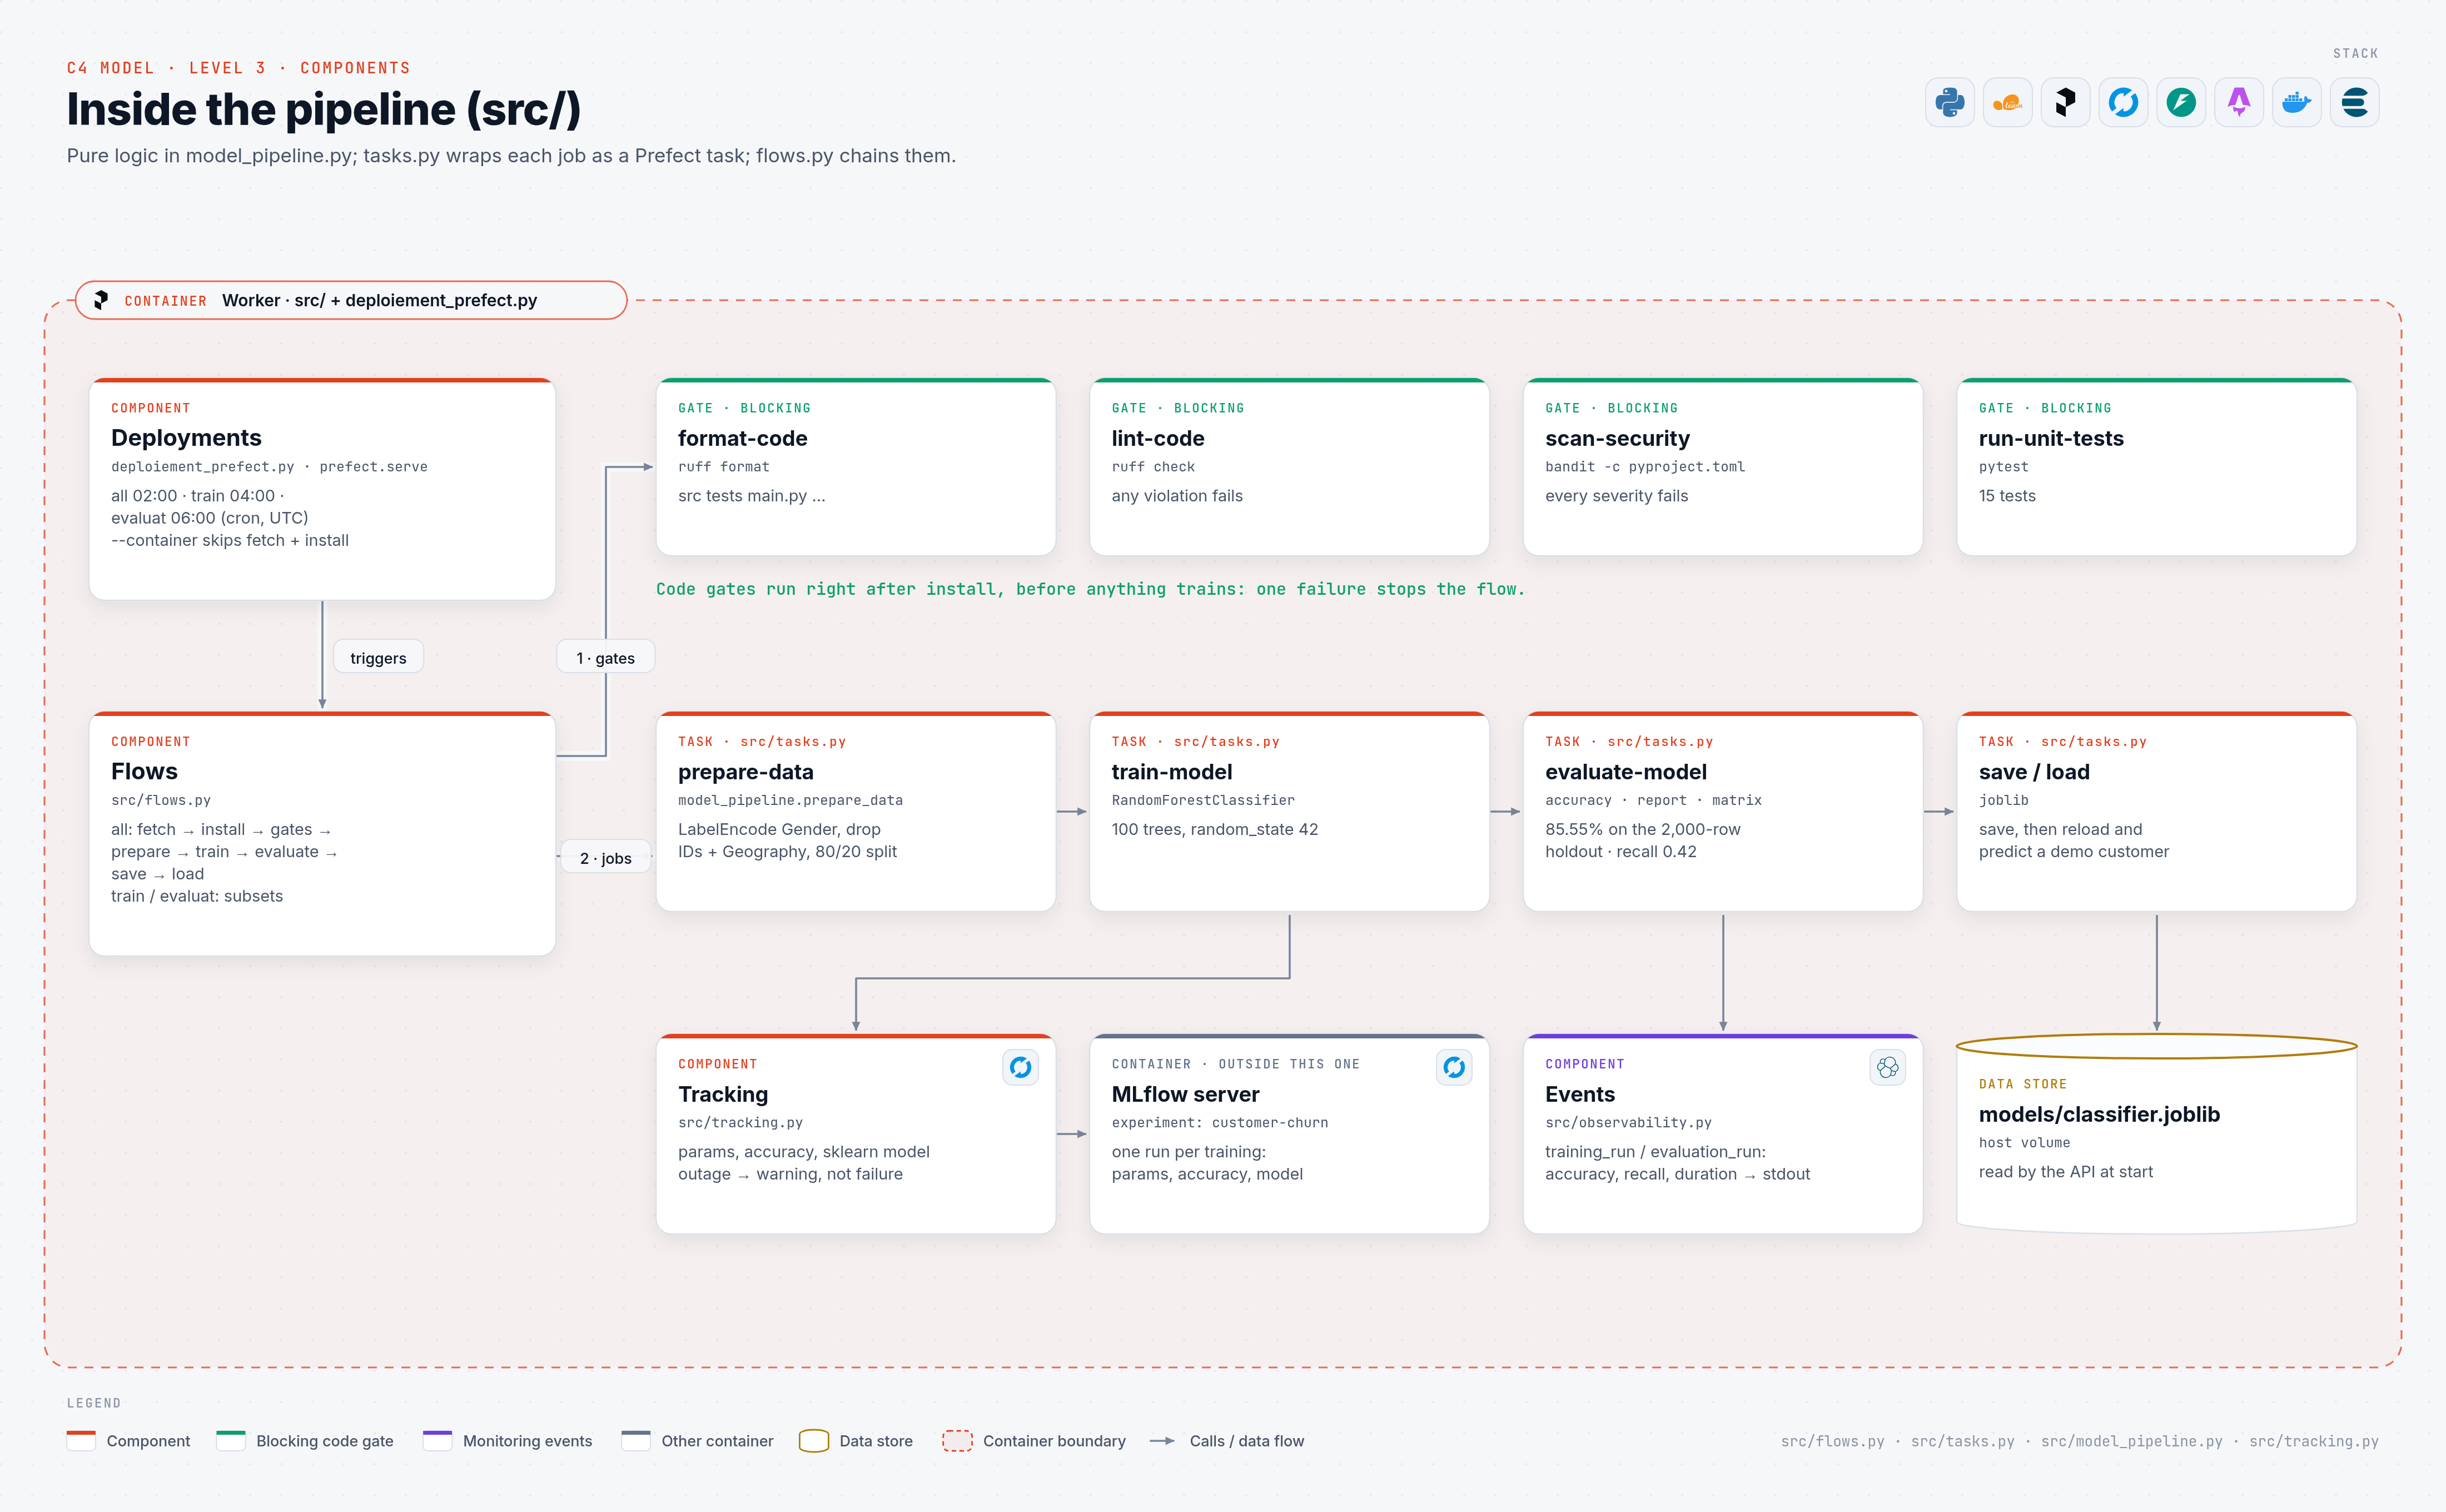 C4 MODEL · LEVEL 3 · COMPONENTS
Inside the pipeline (src/)
Pure logic in model_pipeline.py; tasks.py wraps each job as a Prefect task; flows.py chains them.
STACK
CONTAINER Worker · src/ + deploiement_prefect.py
COMPONENT
Deployments
deploiement_prefect.py · prefect.serve
all 02:00 · train 04:00 ·
evaluat 06:00 (cron, UTC)
--container skips fetch + install
GATE · BLOCKING
format-code
ruff format
src tests main.py ...
GATE · BLOCKING
lint-code
ruff check
any violation fails
GATE · BLOCKING
scan-security
bandit -c pyproject.toml
every severity fails
GATE · BLOCKING
run-unit-tests
pytest
15 tests
Code gates run right after install, before anything trains: one failure stops the flow.
triggers
1 · gates
COMPONENT
Flows
src/flows.py
all: fetch → install → gates →
prepare → train → evaluate →
save → load
train / evaluat: subsets
2 · jobs
TASK · src/tasks.py
prepare-data
model_pipeline.prepare_data
LabelEncode Gender, drop
IDs + Geography, 80/20 split
TASK · src/tasks.py
train-model
RandomForestClassifier
100 trees, random_state 42
TASK · src/tasks.py
evaluate-model
accuracy · report · matrix
85.55% on the 2,000-row
holdout · recall 0.42
TASK · src/tasks.py
save / load
joblib
save, then reload and
predict a demo customer
COMPONENT
Tracking
src/tracking.py
params, accuracy, sklearn model
outage → warning, not failure
CONTAINER · OUTSIDE THIS ONE
MLflow server
experiment: customer-churn
one run per training:
params, accuracy, model
COMPONENT
Events
src/observability.py
training_run / evaluation_run:
accuracy, recall, duration → stdout
DATA STORE
models/classifier.joblib
host volume
read by the API at start
LEGEND
Component
Blocking code gate
Monitoring events
Other container
Data store
Container boundary
Calls / data flow
src/flows.py · src/tasks.py · src/model_pipeline.py · src/tracking.py